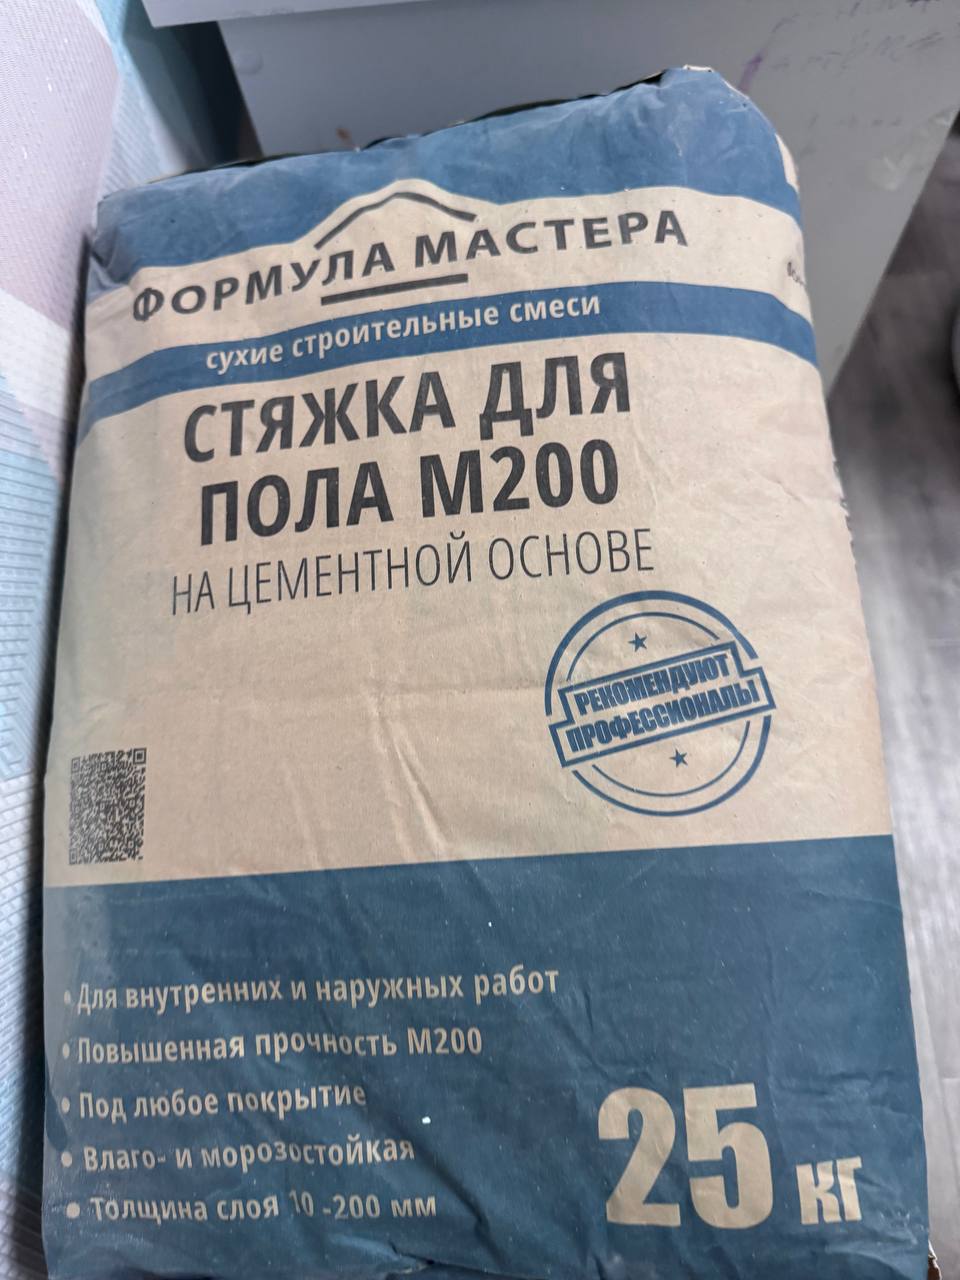 ФОРМУЛА МАСТЕРА
сухие строительные смеси
СТЯЖКА ДЛЯ
ПОЛА М200
НА ЦЕМЕНТНОЙ ОСНОВЕ
РЕКОМЕНДУЮТ
ПРОФЕССИОНАЛЫ
• Для внутренних и наружных работ
• Повышенная прочность М200
• Под любое покрытие
• Влаго- и морозостойкая
• Толщина слоя 10-200 мм
25 кг